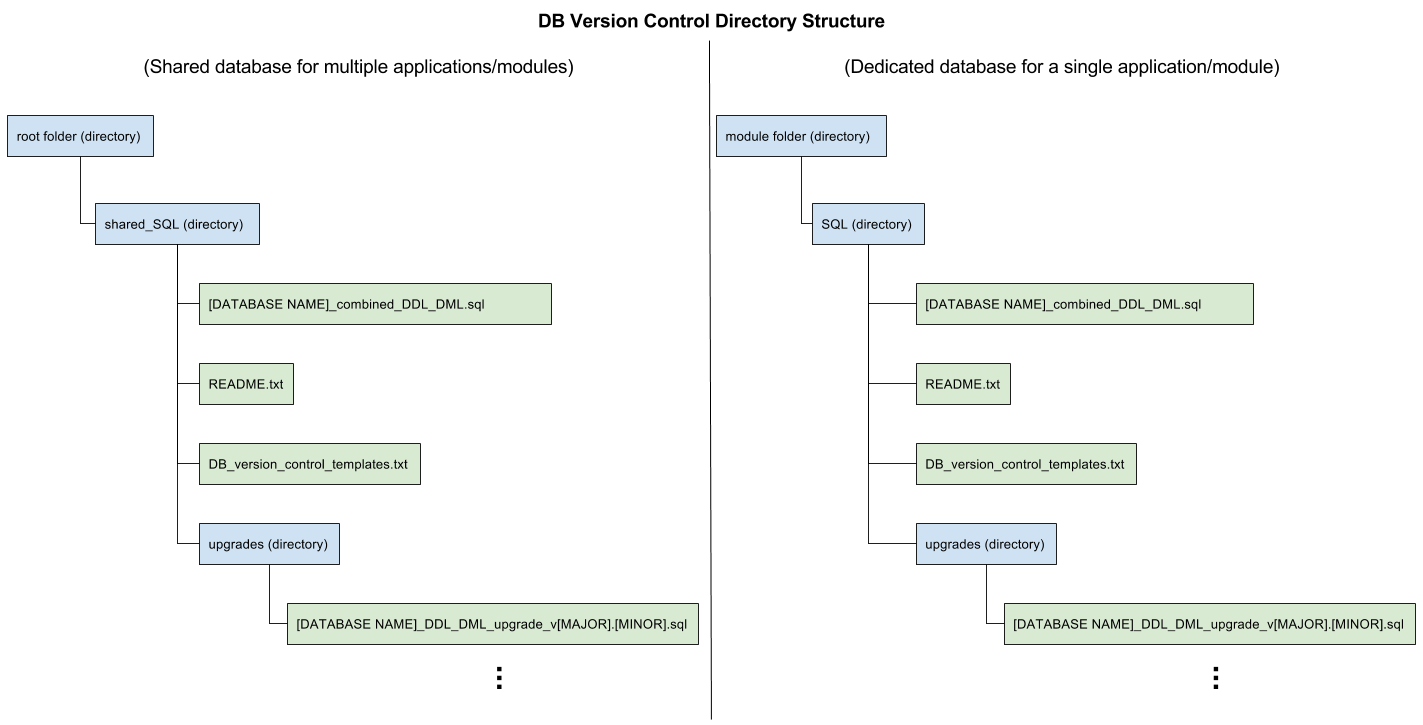 DB Version Control Directory Structure
(Shared database for multiple applications/modules)
root folder (directory)
shared_SQL (directory)
[DATABASE NAME]_combined_DDL_DML.sql
README.txt
DB_version_control_templates.txt
upgrades (directory)
[DATABASE NAME]_DDL_DML_upgrade_v[MAJOR].[MINOR].sql
(Dedicated database for a single application/module)
module folder (directory)
SQL (directory)
[DATABASE NAME]_combined_DDL_DML.sql
README.txt
DB_version_control_templates.txt
upgrades (directory)
[DATABASE NAME]_DDL_DML_upgrade_v[MAJOR].[MINOR].sql